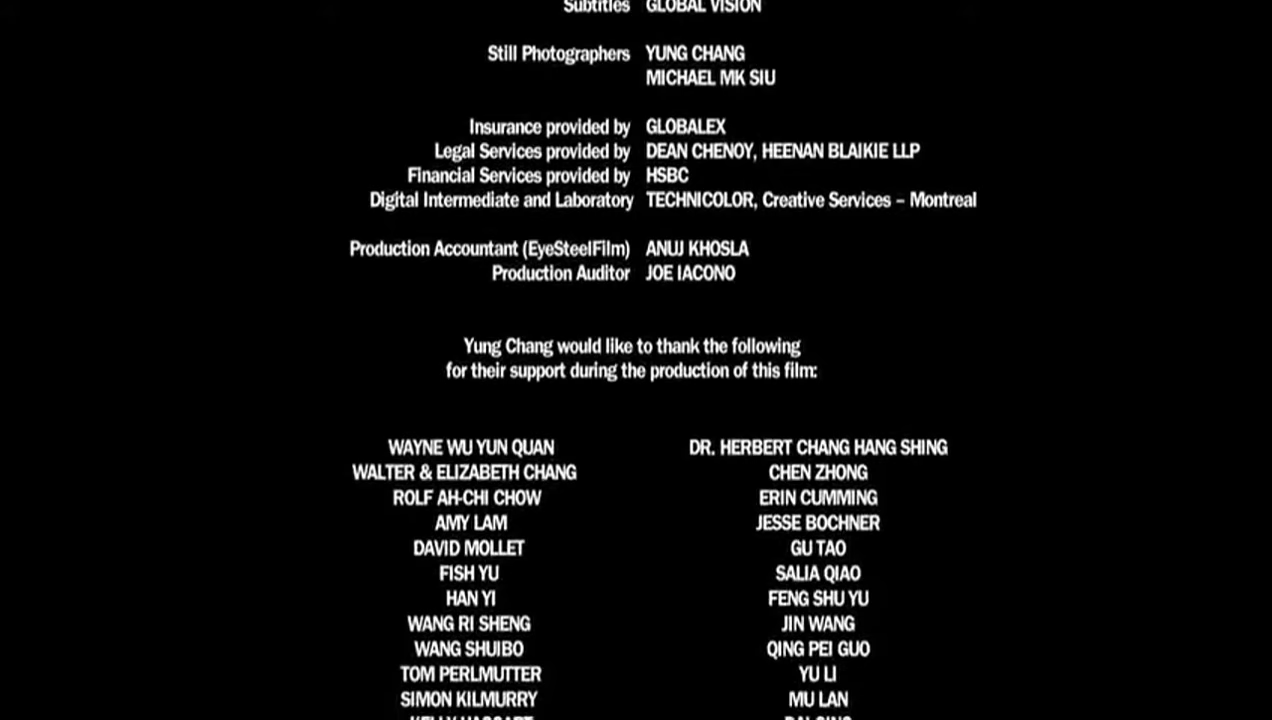 Subtitles GLOBAL VISION
Still Photographers YUNG CHANG
MICHAEL MK SIU
Insurance provided by GLOBALEX
Legal Services provided by DEAN CHENOY, HEENAN BLAIKIE LLP
Financial Services provided by HSBC
Digital Intermediate and Laboratory TECHNICOLOR, Creative Services – Montreal
Production Accountant (EyeSteelFilm) ANUJ KHOSLA
Production Auditor JOE IACONO
Yung Chang would like to thank the following
for their support during the production of this film:
WAYNE WU YUN QUAN DR. HERBERT CHANG HANG SHING
WALTER & ELIZABETH CHANG CHEN ZHONG
ROLF AH-CHI CHOW ERIN CUMMING
AMY LAM JESSE BOCHNER
DAVID MOLLET GU TAO
FISH YU SALIA QIAO
HAN YI FENG SHU YU
WANG RI SHENG JIN WANG
WANG SHUIBO QING PEI GUO
TOM PERLMUTTER YU LI
SIMON KILMURRY MU LAN